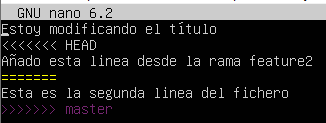 GNU nano 6.2
Estoy modificando el título
<<<<<<< HEAD
Añado esta linea desde la rama feature2
=======
Esta es la segunda linea del fichero
>>>>>>> master